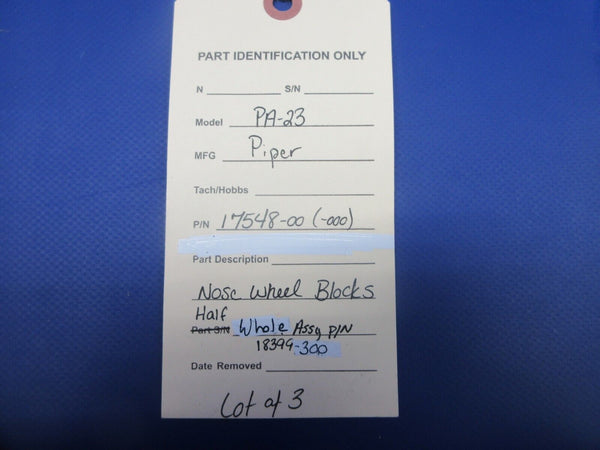 PART IDENTIFICATION ONLY
N S/N
Model PA-23
MFG Piper
Tach/Hobbs
P/N 17548-00 (-000)
Part Description
Nose Wheel Blocks
Half
Part S/N Whole Assy P/N
18399-300
Date Removed
Lot of 3